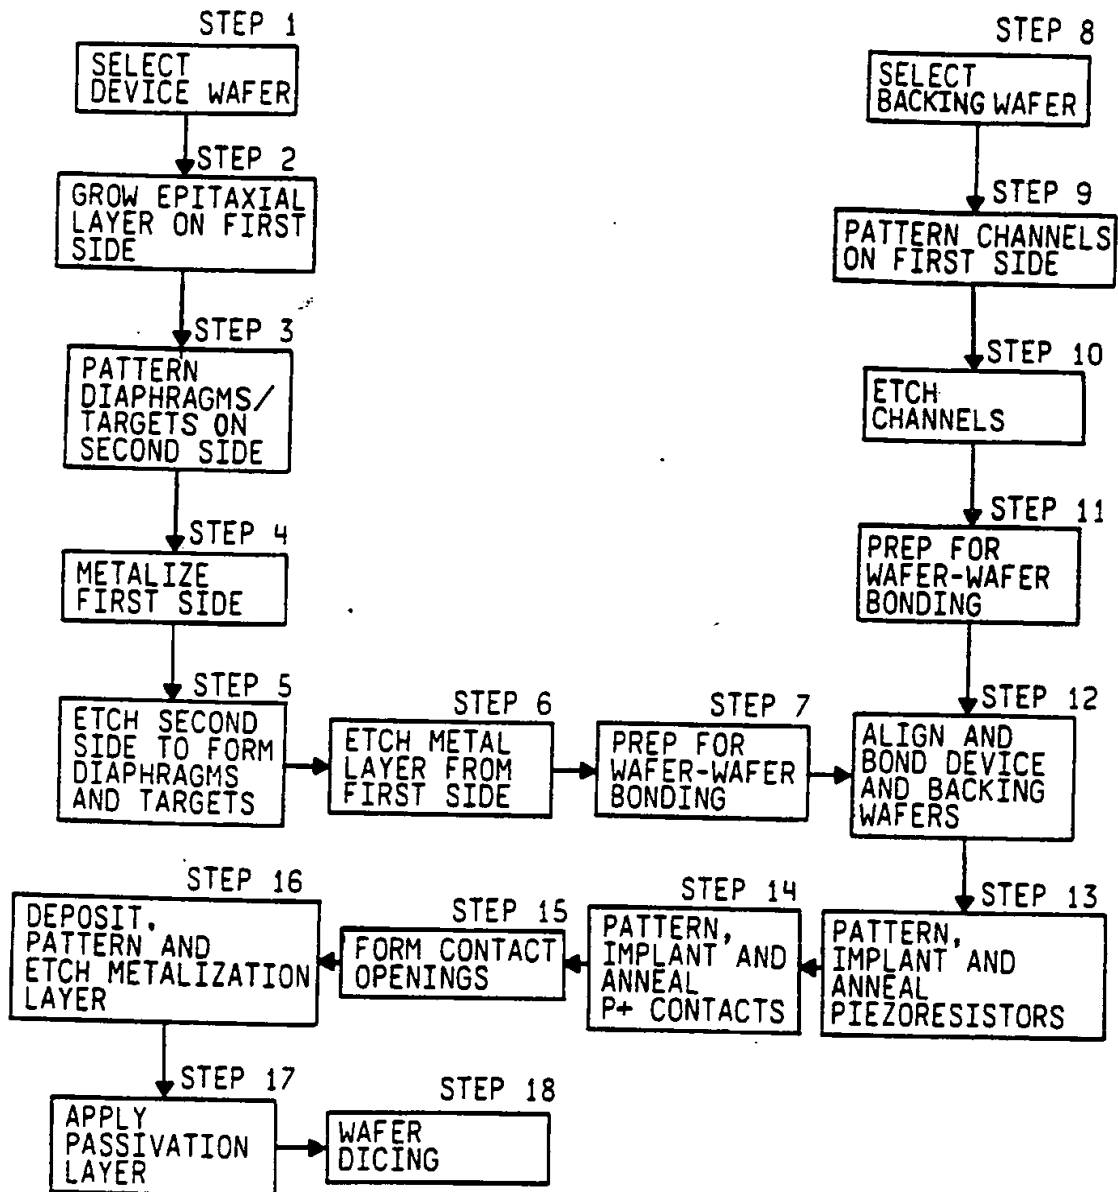 STEP 1
SELECT
DEVICE WAFER
STEP 2
GROW EPITAXIAL
LAYER ON FIRST
SIDE
STEP 3
PATTERN
DIAPHRAGMS/
TARGETS ON
SECOND SIDE
STEP 4
METALIZE
FIRST SIDE
STEP 5
ETCH SECOND
SIDE TO FORM
DIAPHRAGMS
AND TARGETS
STEP 6
ETCH METAL
LAYER FROM
FIRST SIDE
STEP 7
PREP FOR
WAFER-WAFER
BONDING
STEP 8
SELECT
BACKING WAFER
STEP 9
PATTERN CHANNELS
ON FIRST SIDE
STEP 10
ETCH
CHANNELS
STEP 11
PREP FOR
WAFER-WAFER
BONDING
STEP 12
ALIGN AND
BOND DEVICE
AND BACKING
WAFERS
STEP 13
PATTERN,
IMPLANT AND
ANNEAL
PIEZORESISTORS
STEP 14
PATTERN,
IMPLANT AND
ANNEAL
P+ CONTACTS
STEP 15
FORM CONTACT
OPENINGS
STEP 16
DEPOSIT,
PATTERN AND
ETCH METALIZATION
LAYER
STEP 17
APPLY
PASSIVATION
LAYER
STEP 18
WAFER
DICING